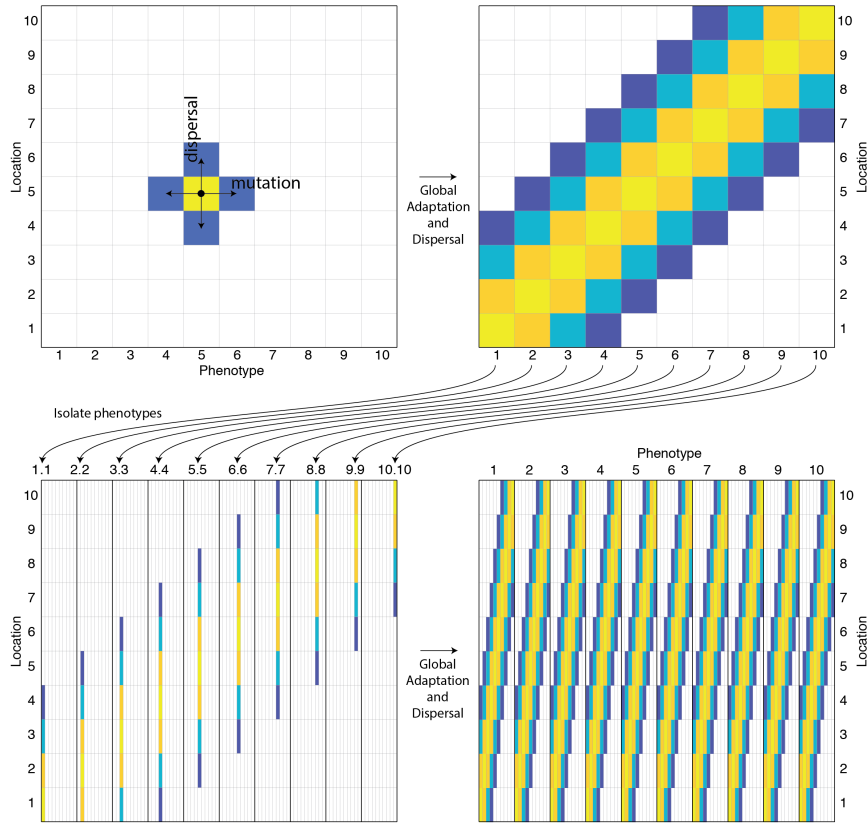 10
9
8
7
6
5
4
3
2
1
Location
dispersal
mutation
1 2 3 4 5 6 7 8 9 10
Phenotype
Global
Adaptation
and
Dispersal
10
9
8
7
6
5
4
3
2
1
Location
1 2 3 4 5 6 7 8 9 10
Isolate phenotypes
1.1 2.2 3.3 4.4 5.5 6.6 7.7 8.8 9.9 10.10
10
9
8
7
6
5
4
3
2
1
Location
Global
Adaptation
and
Dispersal
Phenotype
1 2 3 4 5 6 7 8 9 10
10
9
8
7
6
5
4
3
2
1
Location